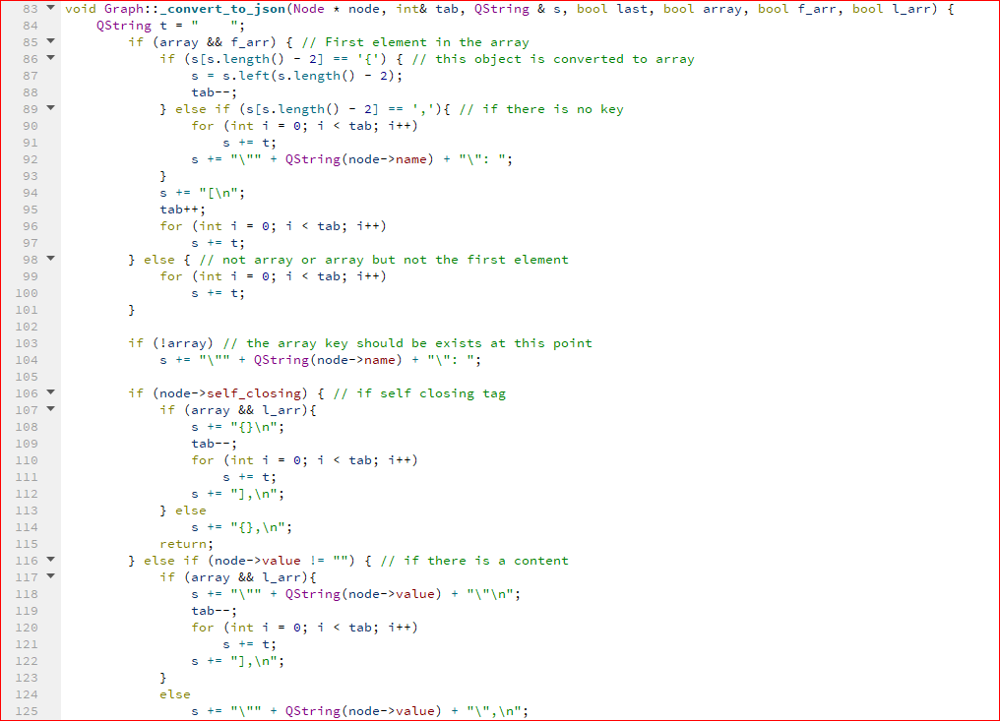 83 void Graph::_convert_to_json(Node * node, int& tab, QString & s, bool last, bool array, bool f_arr, bool l_arr) {
84     QString t = "    ";
85         if (array && f_arr) { // First element in the array
86             if (s[s.length() - 2] == '{') { // this object is converted to array
87                 s = s.left(s.length() - 2);
88                 tab--;
89             } else if (s[s.length() - 2] == ','){ // if there is no key
90                 for (int i = 0; i < tab; i++)
91                     s += t;
92                 s += "\"" + QString(node->name) + "\": ";
93             }
94             s += "[\n";
95             tab++;
96             for (int i = 0; i < tab; i++)
97                 s += t;
98         } else { // not array or array but not the first element
99             for (int i = 0; i < tab; i++)
100                 s += t;
101         }
102
103         if (!array) // the array key should be exists at this point
104             s += "\"" + QString(node->name) + "\": ";
105
106         if (node->self_closing) { // if self closing tag
107             if (array && l_arr){
108                 s += "{}\n";
109                 tab--;
110                 for (int i = 0; i < tab; i++)
111                     s += t;
112                 s += "],\n";
113             } else
114                 s += "{},\n";
115             return;
116         } else if (node->value != "") { // if there is a content
117             if (array && l_arr){
118                 s += "\"" + QString(node->value) + "\"\n";
119                 tab--;
120                 for (int i = 0; i < tab; i++)
121                     s += t;
122                 s += "],\n";
123             }
124             else
125                 s += "\"" + QString(node->value) + "\",\n";